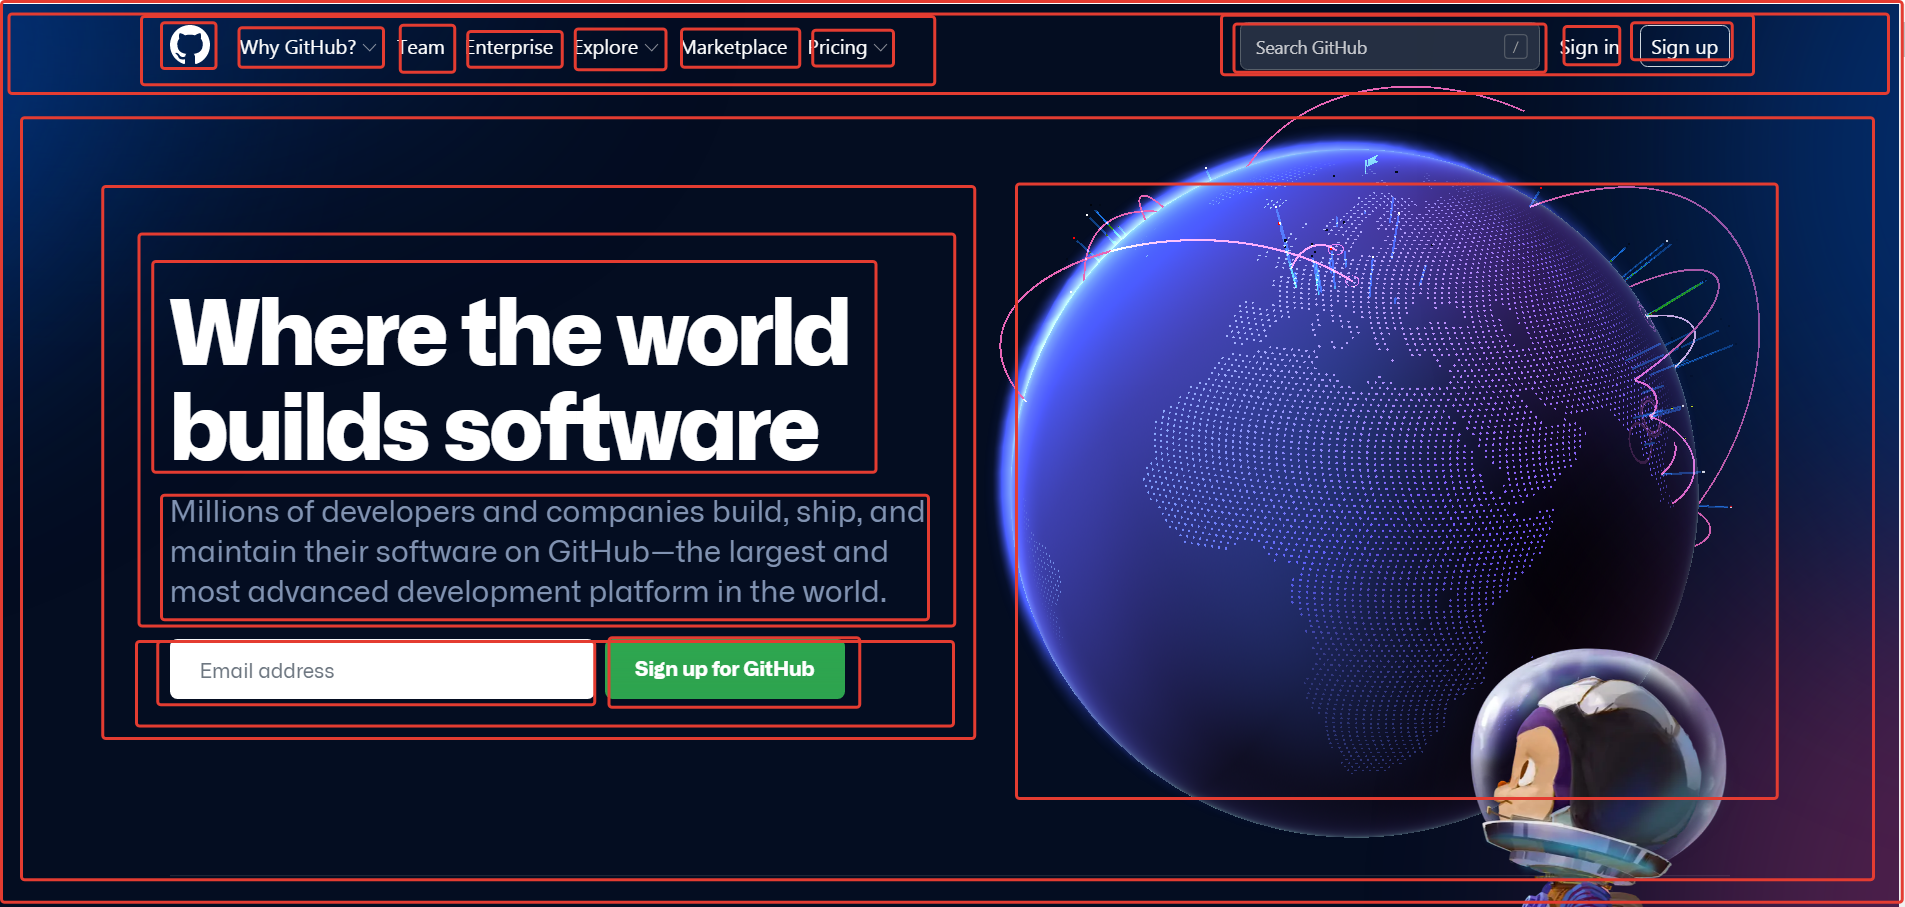 Why GitHub? Team Enterprise Explore Marketplace Pricing Search GitHub / Sign in Sign up
Where the world
builds software
Millions of developers and companies build, ship, and
maintain their software on GitHub—the largest and
most advanced development platform in the world.
Email address Sign up for GitHub